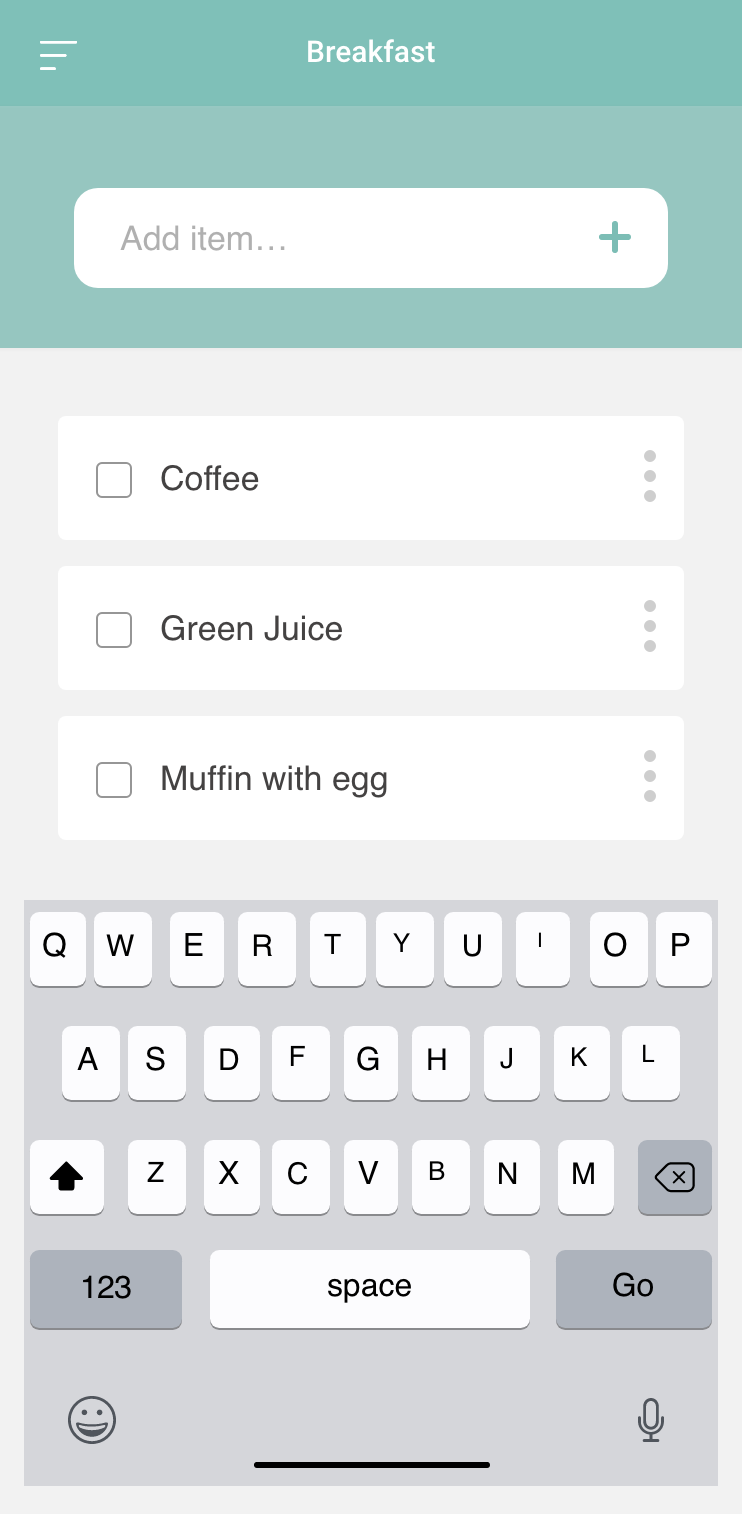 Breakfast
Add item...
Coffee
Green Juice
Muffin with egg
Q W E R T Y U I O P
A S D F G H J K L
Z X C V B N M
123 space Go